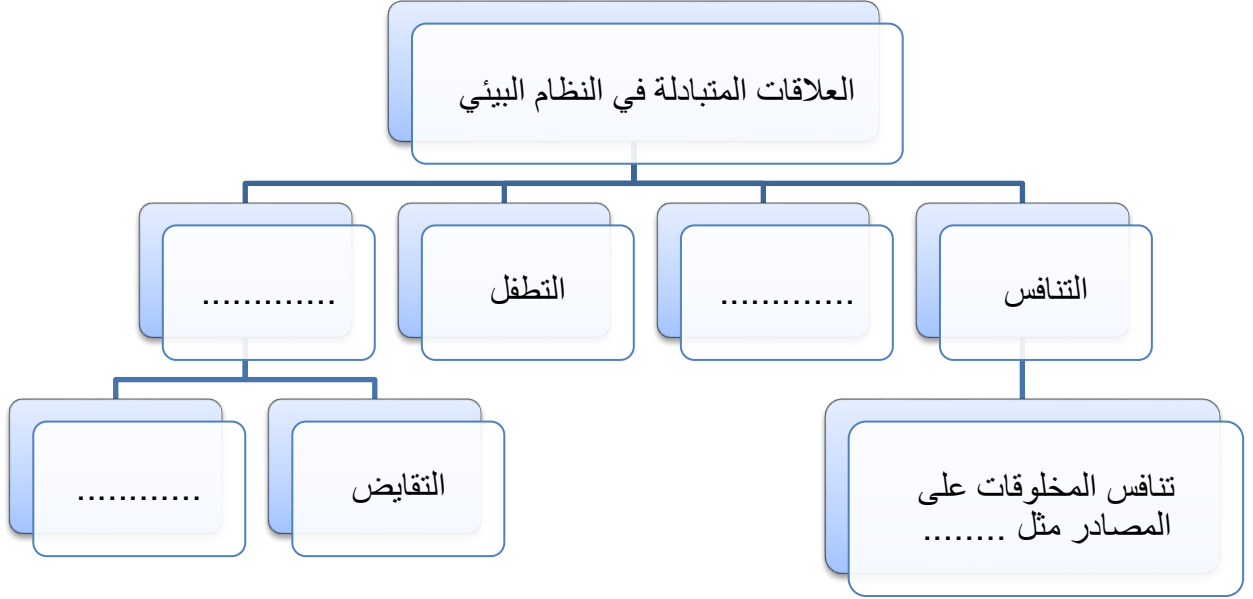 العلاقات المتبادلة في النظام البيئي
التنافس
.............
التطفل
.............
تنافس المخلوقات على
المصادر مثل ........
التقايض
............